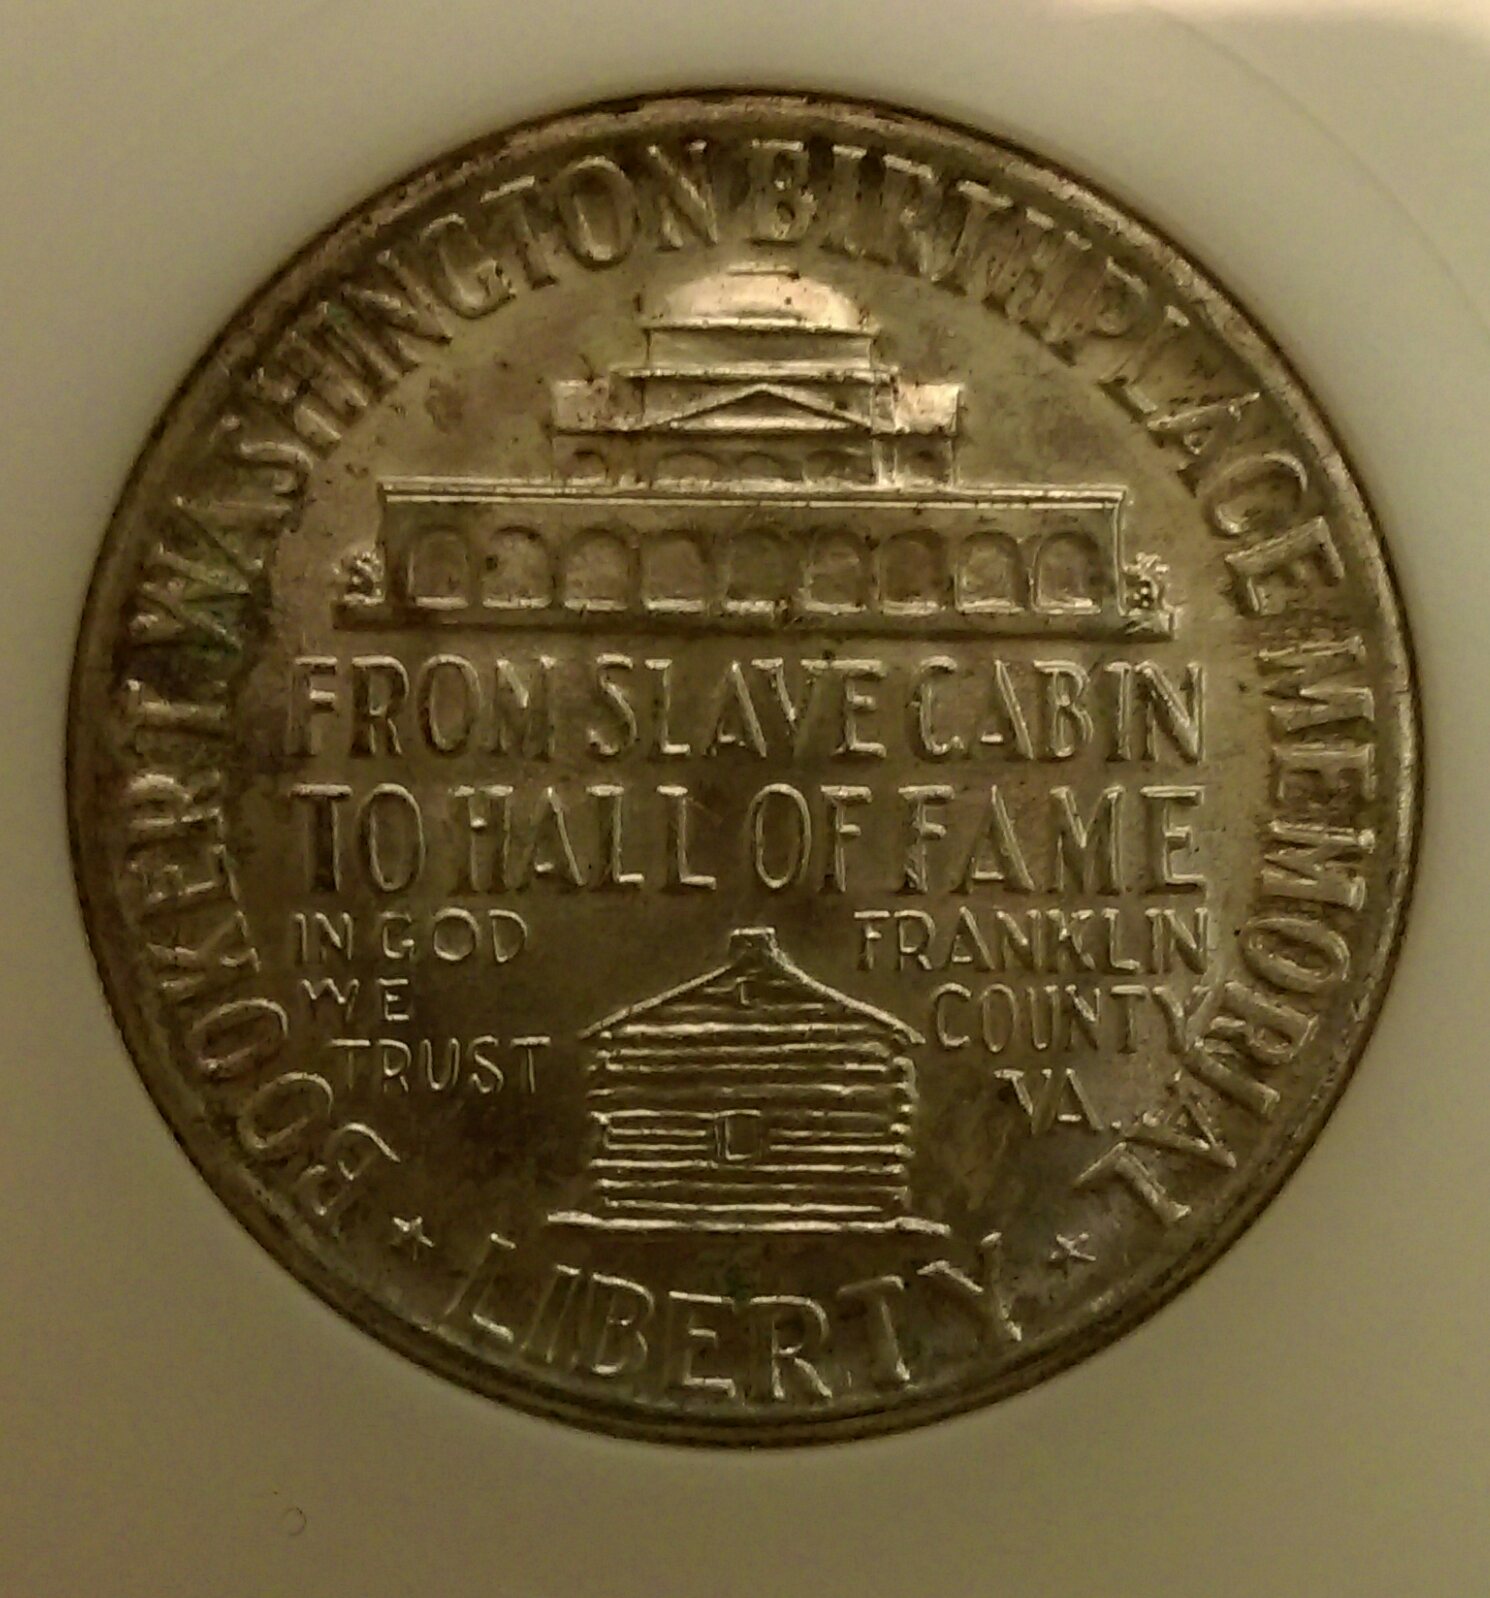 BOOKER T. WASHINGTON BIRTHPLACE MEMORIAL
FROM SLAVE CABIN
TO HALL OF FAME
IN GOD
WE
TRUST
FRANKLIN
COUNTY
VA.
LIBERTY